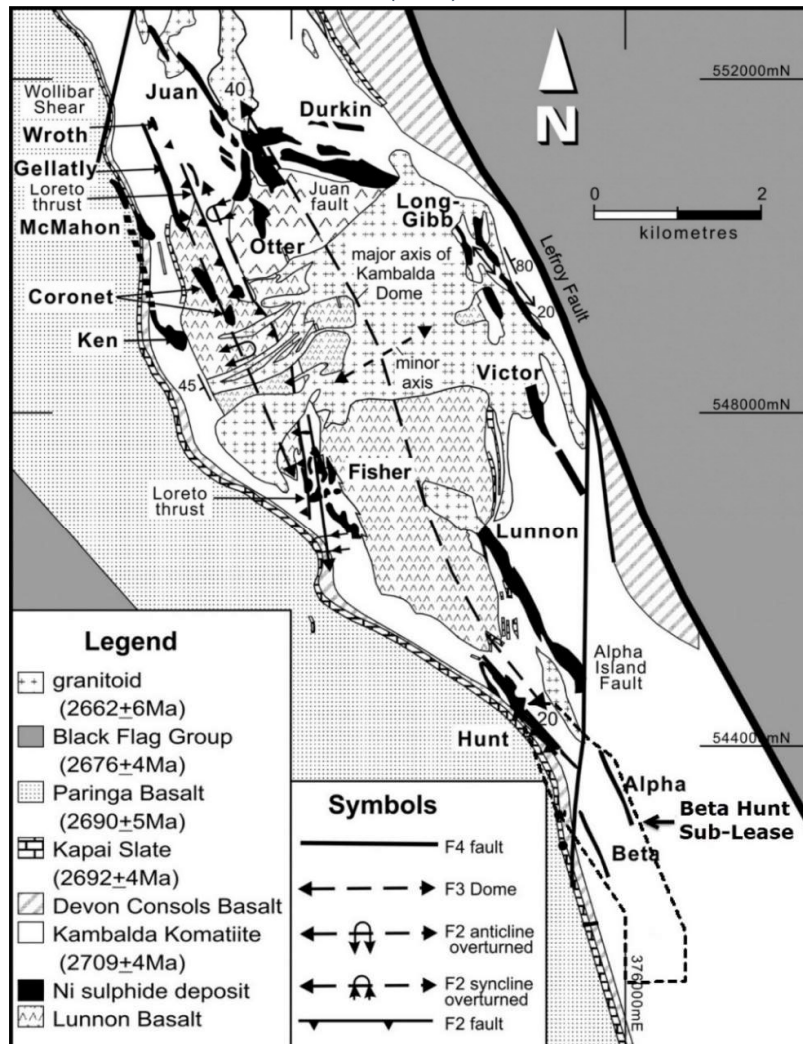 552000mN
Wollibar
Shear
Juan
40
Durkin
N
Wroth
Gellatly
Loreto
thrust
McMahon
Juan
fault
Long-
Gibb
0
2
kilometres
Otter
major axis of
Kambalda
Dome
80
Lefroy Fault
20
Coronet
Ken
minor
axis
45
Victor
548000mN
Fisher
Loreto
thrust
Lunnon
Alpha
Island
Fault
20
Hunt
544000mN
Alpha
Beta Hunt
Sub-Lease
Beta
376000mE
Legend
granitoid
(2662±6Ma)
Black Flag Group
(2676±4Ma)
Paringa Basalt
(2690±5Ma)
Kapai Slate
(2692±4Ma)
Devon Consols Basalt
Kambalda Komatiite
(2709±4Ma)
Ni sulphide deposit
Lunnon Basalt
Symbols
F4 fault
F3 Dome
F2 anticline
overturned
F2 syncline
overturned
F2 fault